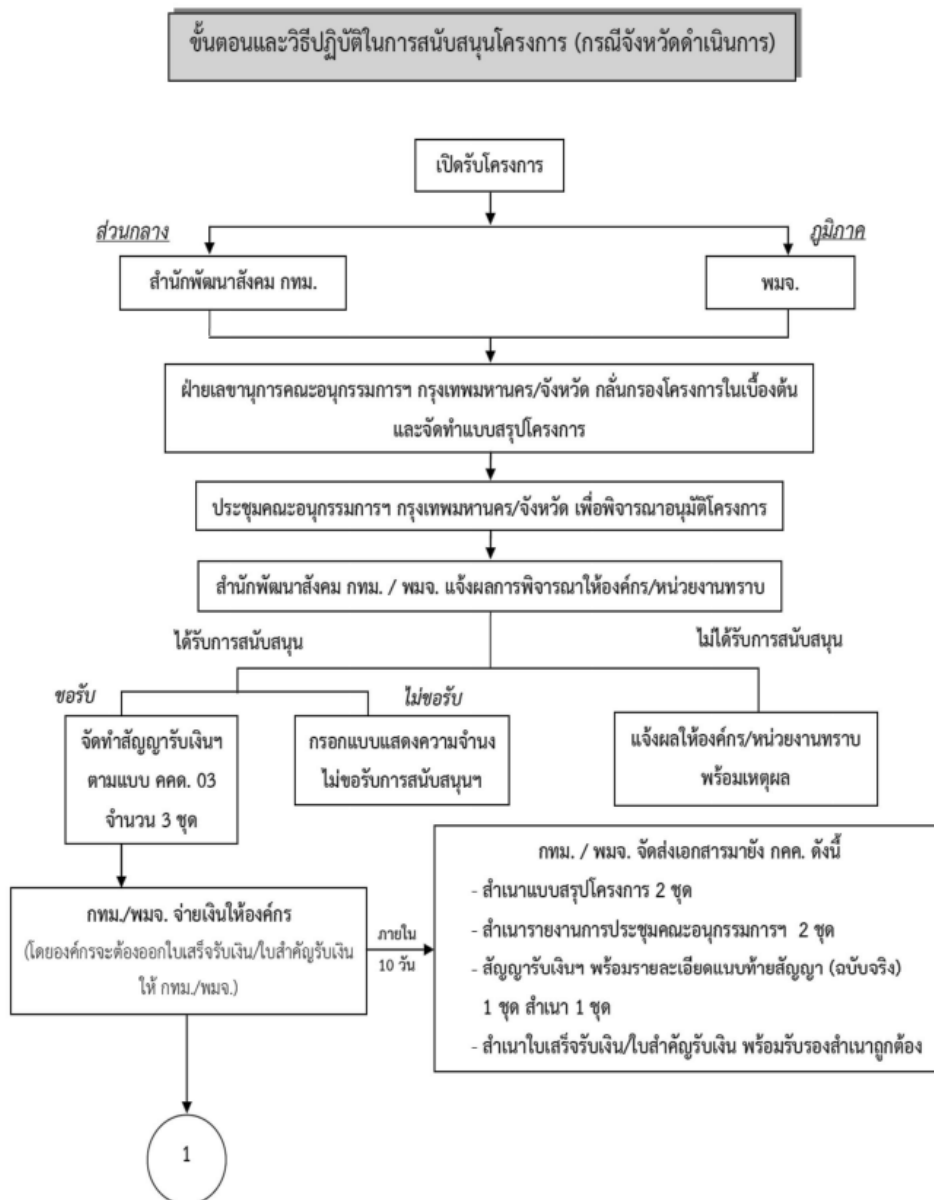 ขั้นตอนและวิธีปฏิบัติในการสนับสนุนโครงการ (กรณีจังหวัดดำเนินการ)
เปิดรับโครงการ
ส่วนกลาง
ภูมิภาค
สำนักพัฒนาสังคม กทม.
พมจ.
ฝ่ายเลขานุการคณะอนุกรรมการฯ กรุงเทพมหานคร/จังหวัด กลั่นกรองโครงการในเบื้องต้น
และจัดทำแบบสรุปโครงการ
ประชุมคณะอนุกรรมการฯ กรุงเทพมหานคร/จังหวัด เพื่อพิจารณาอนุมัติโครงการ
สำนักพัฒนาสังคม กทม. / พมจ. แจ้งผลการพิจารณาให้องค์กร/หน่วยงานทราบ
ได้รับการสนับสนุน
ไม่ได้รับการสนับสนุน
ขอรับ
ไม่ขอรับ
จัดทำสัญญารับเงินฯ
ตามแบบ คคด. 03
จำนวน 3 ชุด
กรอกแบบแสดงความจำนง
ไม่ขอรับการสนับสนุนฯ
แจ้งผลให้องค์กร/หน่วยงานทราบ
พร้อมเหตุผล
กทม./พมจ. จ่ายเงินให้องค์กร
(โดยองค์กรจะต้องออกใบเสร็จรับเงิน/ใบสำคัญรับเงิน
ให้ กทม./พมจ.)
ภายใน
10 วัน
กทม. / พมจ. จัดส่งเอกสารมายัง กคค. ดังนี้
- สำเนาแบบสรุปโครงการ 2 ชุด
- สำเนารายงานการประชุมคณะอนุกรรมการฯ 2 ชุด
- สัญญารับเงินฯ พร้อมรายละเอียดแนบท้ายสัญญา (ฉบับจริง)
1 ชุด สำเนา 1 ชุด
- สำเนาใบเสร็จรับเงิน/ใบสำคัญรับเงิน พร้อมรับรองสำเนาถูกต้อง
1